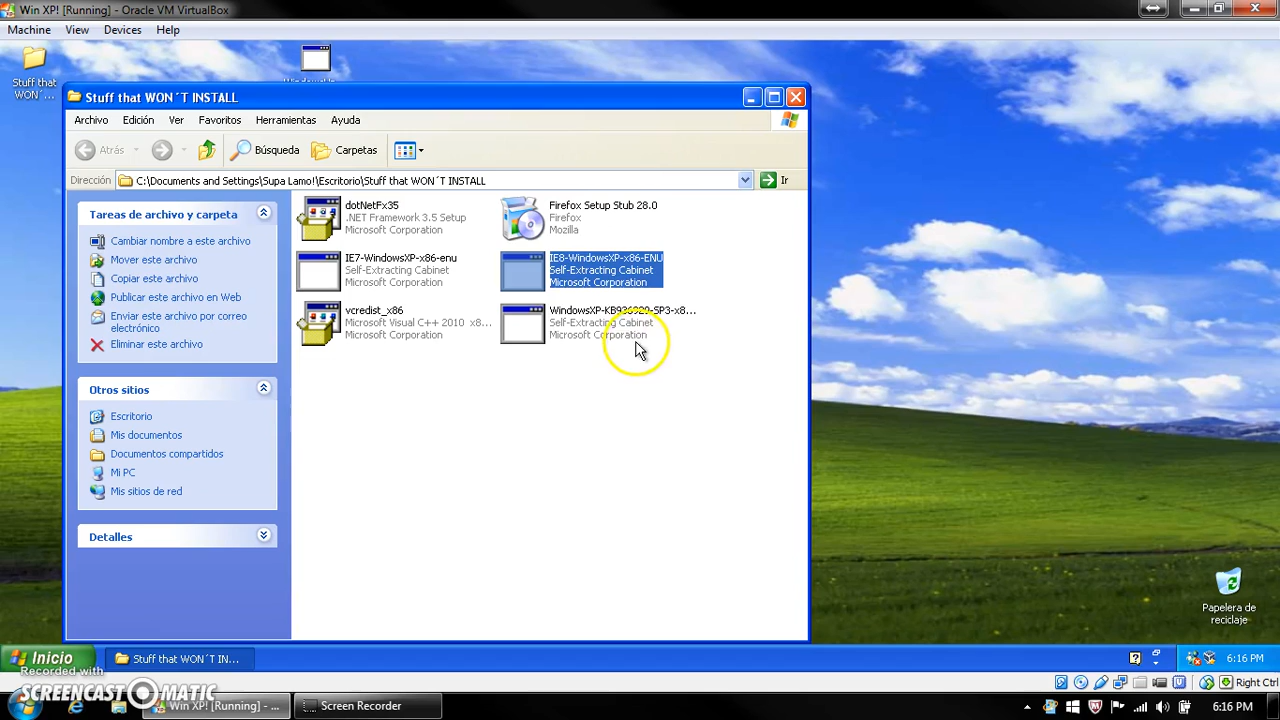 Win XP! [Running] - Oracle VM VirtualBox
Machine View Devices Help
Stuff that
WON´T ...
Stuff that WON´T INSTALL
Archivo Edición Ver Favoritos Herramientas Ayuda
Atrás Búsqueda Carpetas
Dirección C:\Documents and Settings\Supa Lamo!\Escritorio\Stuff that WON´T INSTALL Ir
Tareas de archivo y carpeta
Cambiar nombre a este archivo
Mover este archivo
Copiar este archivo
Publicar este archivo en Web
Enviar este archivo por correo
electrónico
Eliminar este archivo
Otros sitios
Escritorio
Mis documentos
Documentos compartidos
Mi PC
Mis sitios de red
Detalles
dotNetFx35
.NET Framework 3.5 Setup
Microsoft Corporation
Firefox Setup Stub 28.0
Firefox
Mozilla
IE7-WindowsXP-x86-enu
Self-Extracting Cabinet
Microsoft Corporation
IE8-WindowsXP-x86-ENU
Self-Extracting Cabinet
Microsoft Corporation
vcredist_x86
Microsoft Visual C++ 2010 x8...
Microsoft Corporation
WindowsXP-KB936929-SP3-x8...
Self-Extracting Cabinet
Microsoft Corporation
Papelera de
reciclaje
Inicio Stuff that WON´T IN... 6:16 PM
Recorded with
SCREENCAST-O-MATIC
Right Ctrl
Win XP! [Running] - ... Screen Recorder 6:16 PM